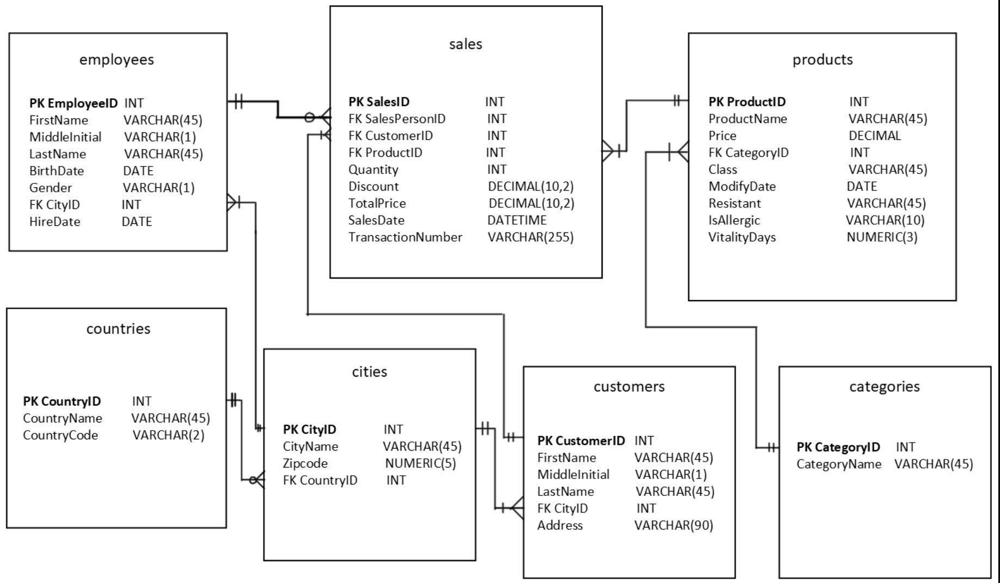 employees
PK EmployeeID INT
FirstName VARCHAR(45)
MiddleInitial VARCHAR(1)
LastName VARCHAR(45)
BirthDate DATE
Gender VARCHAR(1)
FK CityID INT
HireDate DATE
sales
PK SalesID INT
FK SalesPersonID INT
FK CustomerID INT
FK ProductID INT
Quantity INT
Discount DECIMAL(10,2)
TotalPrice DECIMAL(10,2)
SalesDate DATETIME
TransactionNumber VARCHAR(255)
products
PK ProductID INT
ProductName VARCHAR(45)
Price DECIMAL
FK CategoryID INT
Class VARCHAR(45)
ModifyDate DATE
Resistant VARCHAR(45)
IsAllergic VARCHAR(10)
VitalityDays NUMERIC(3)
countries
PK CountryID INT
CountryName VARCHAR(45)
CountryCode VARCHAR(2)
cities
PK CityID INT
CityName VARCHAR(45)
Zipcode NUMERIC(5)
FK CountryID INT
customers
PK CustomerID INT
FirstName VARCHAR(45)
MiddleInitial VARCHAR(1)
LastName VARCHAR(45)
FK CityID INT
Address VARCHAR(90)
categories
PK CategoryID INT
CategoryName VARCHAR(45)